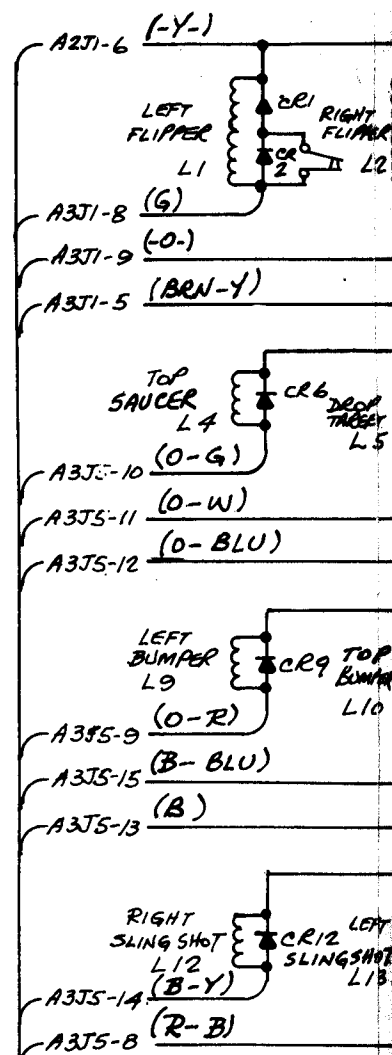 A2J1-6 (-Y-)
LEFT
FLIPPER
L1
CR1
CR
2
RIGHT
FLIPPER
L2
A3J1-8 (G)
A3J1-9 (-O-)
A3J1-5 (BRN-Y)
TOP
SAUCER
L4
CR6
DROP
TARGET
L5
A3J5-10 (O-G)
A3J5-11 (O-W)
A3J5-12 (O-BLU)
LEFT
BUMPER
L9
CR9
TOP
BUMPER
L10
A3J5-9 (O-R)
A3J5-15 (B-BLU)
A3J5-13 (B)
RIGHT
SLING SHOT
L12
CR12
LEFT
SLINGSHOT
L13
A3J5-14 (B-Y)
A3J5-8 (R-B)